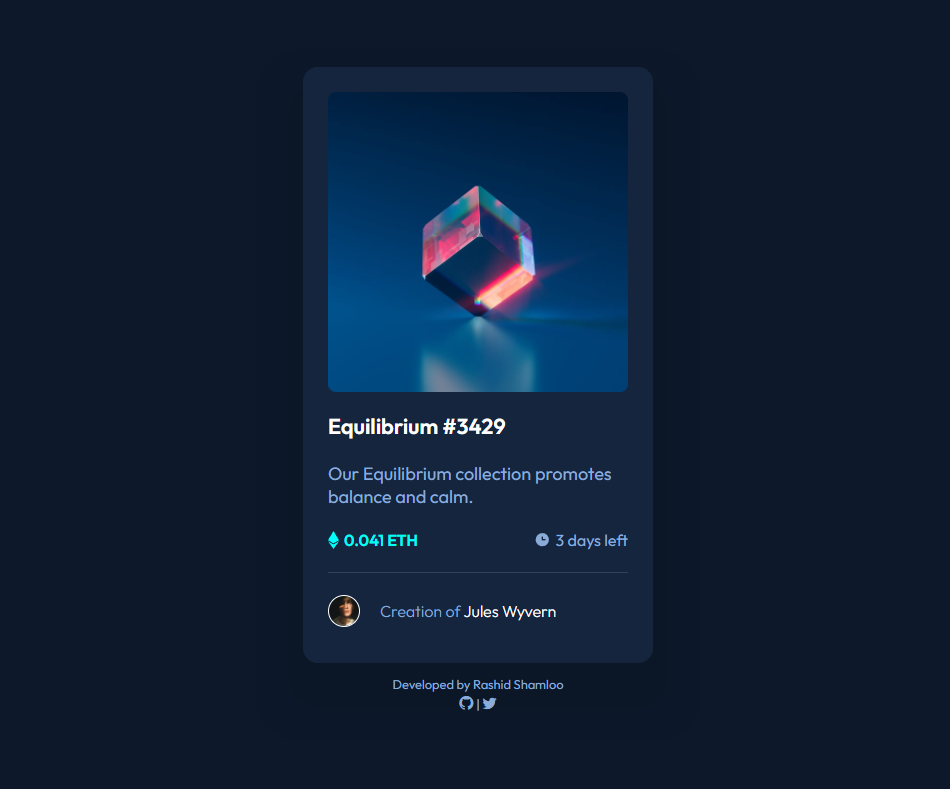 Equilibrium #3429
Our Equilibrium collection promotes
balance and calm.
0.041 ETH
3 days left
Creation of Jules Wyvern
Developed by Rashid Shamloo
|